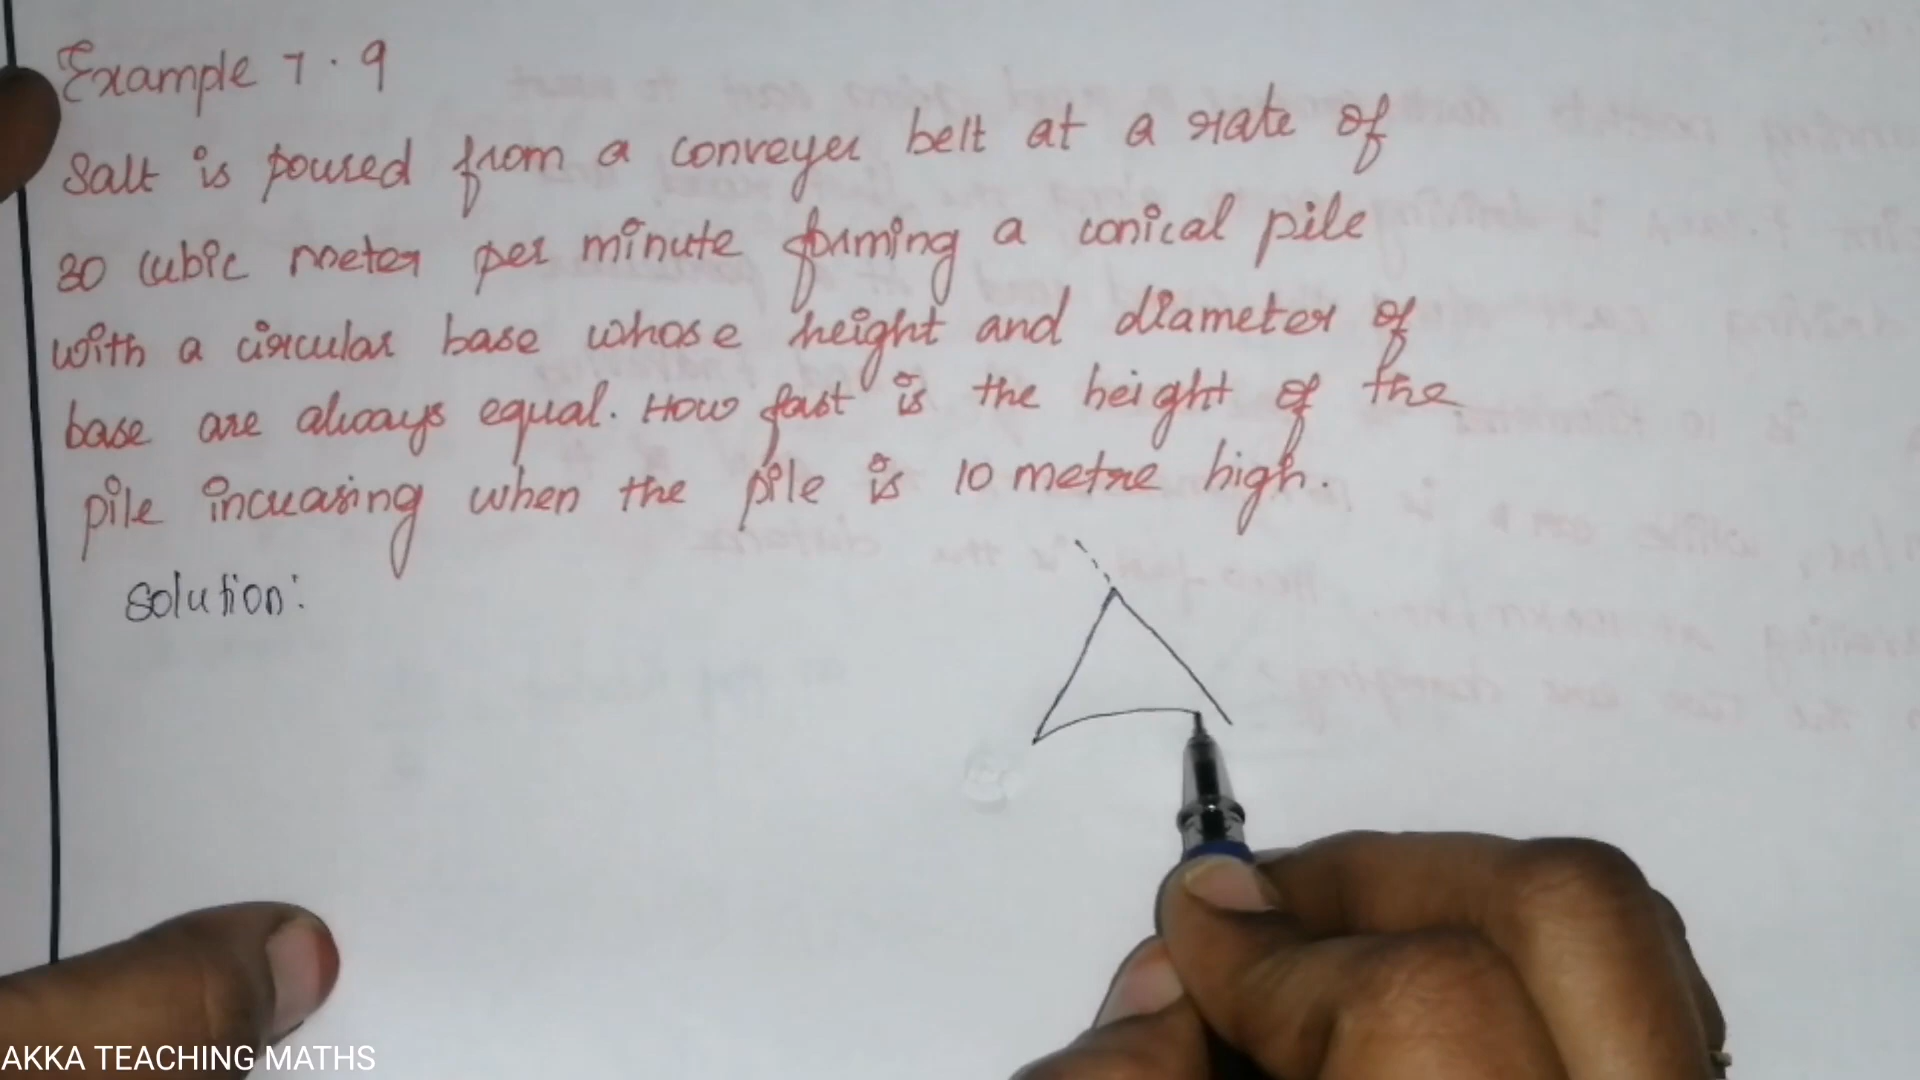 Example 7.9
Salt is poured from a conveyer belt at a rate of
30 cubic meter per minute forming a conical pile
with a circular base whose height and diameter of
base are always equal. How fast is the height of the
pile increasing when the pile is 10 metre high.
Solution:
AKKA TEACHING MATHS